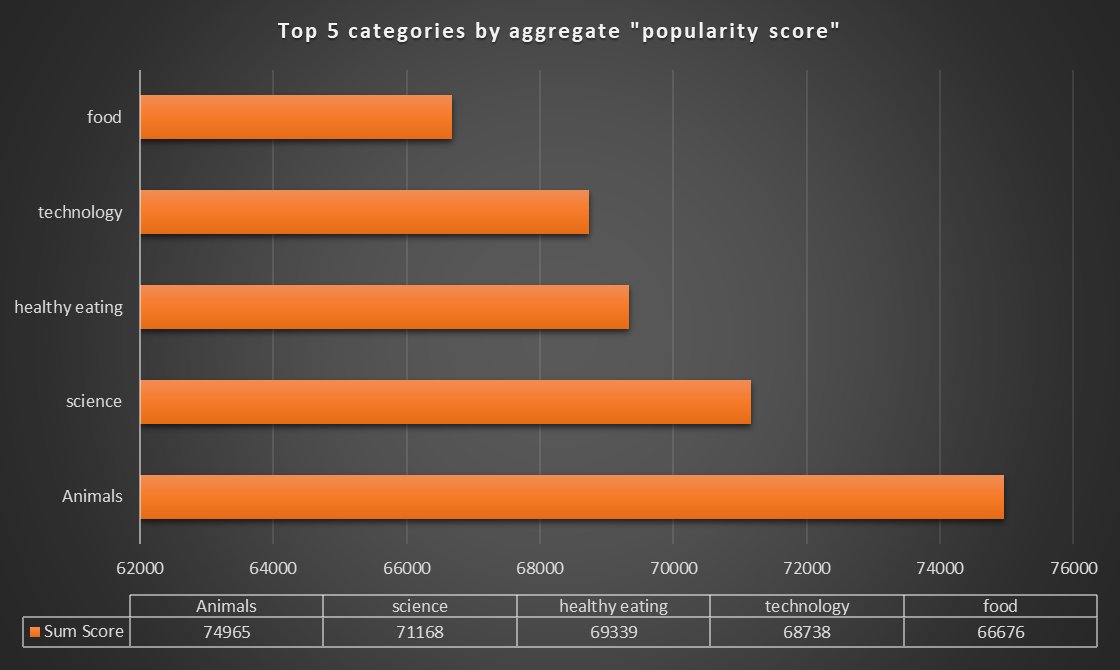 Top 5 categories by aggregate "popularity score"
food
technology
healthy eating
science
Animals
62000 64000 66000 68000 70000 72000 74000 76000
Animals science healthy eating technology food
Sum Score 74965 71168 69339 68738 66676